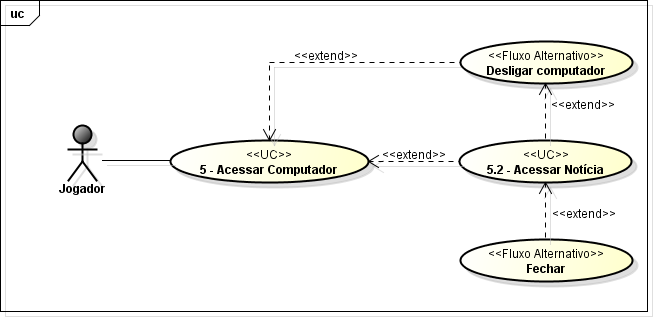 uc
<<extend>>
<<Fluxo Alternativo>>
Desligar computador
<<extend>>
<<UC>>
5 - Acessar Computador
<<extend>>
<<UC>>
5.2 - Acessar Notícia
Jogador
<<extend>>
<<Fluxo Alternativo>>
Fechar